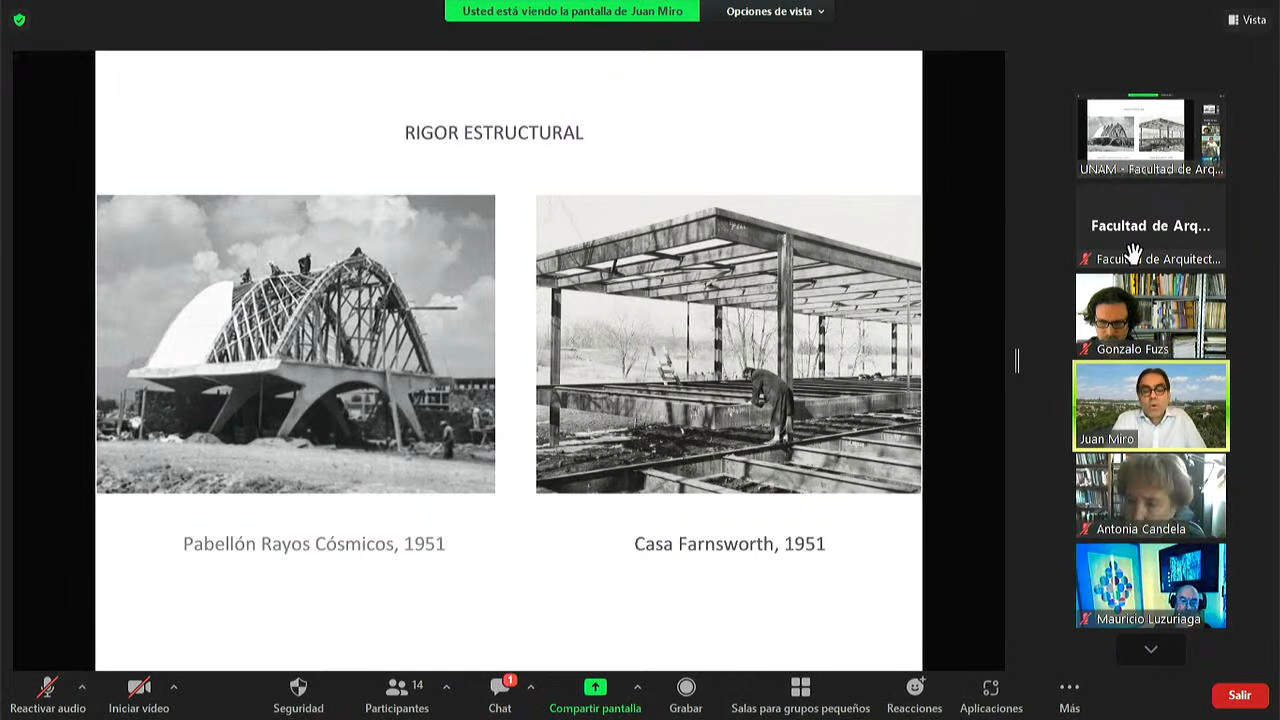 Usted está viendo la pantalla de Juan Miro
Opciones de vista
Vista
RIGOR ESTRUCTURAL
Pabellón Rayos Cósmicos, 1951
Casa Farnsworth, 1951
UNAM - Facultad de Arq...
Facultad de Arq...
Facultad de Arquitect...
Gonzalo Fuzs
Juan Miro
Antonia Candela
Mauricio Luzuriaga
Reactivar audio
Iniciar vídeo
Seguridad
14
Participantes
1
Chat
Compartir pantalla
Grabar
Salas para grupos pequeños
Reacciones
Aplicaciones
Más
Salir